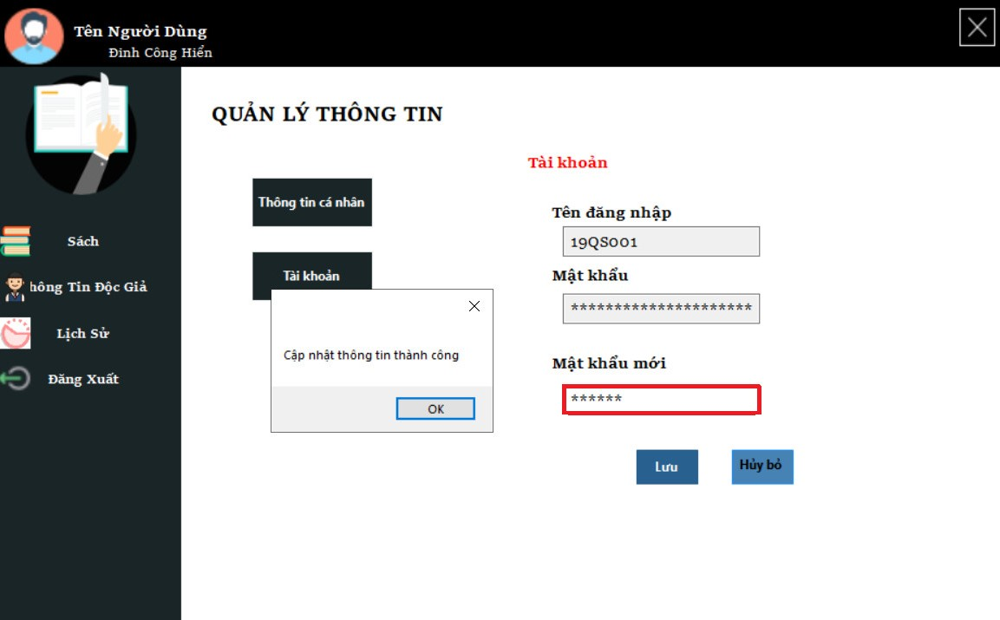 Tên Người Dùng
Đinh Công Hiển
QUẢN LÝ THÔNG TIN
Sách
hông Tin Độc Giả
Lịch Sử
Đăng Xuất
Thông tin cá nhân
Tài khoản
Cập nhật thông tin thành công
OK
Tài khoản
Tên đăng nhập
19QS001
Mật khẩu
*********************
Mật khẩu mới
******
Lưu
Hủy bỏ